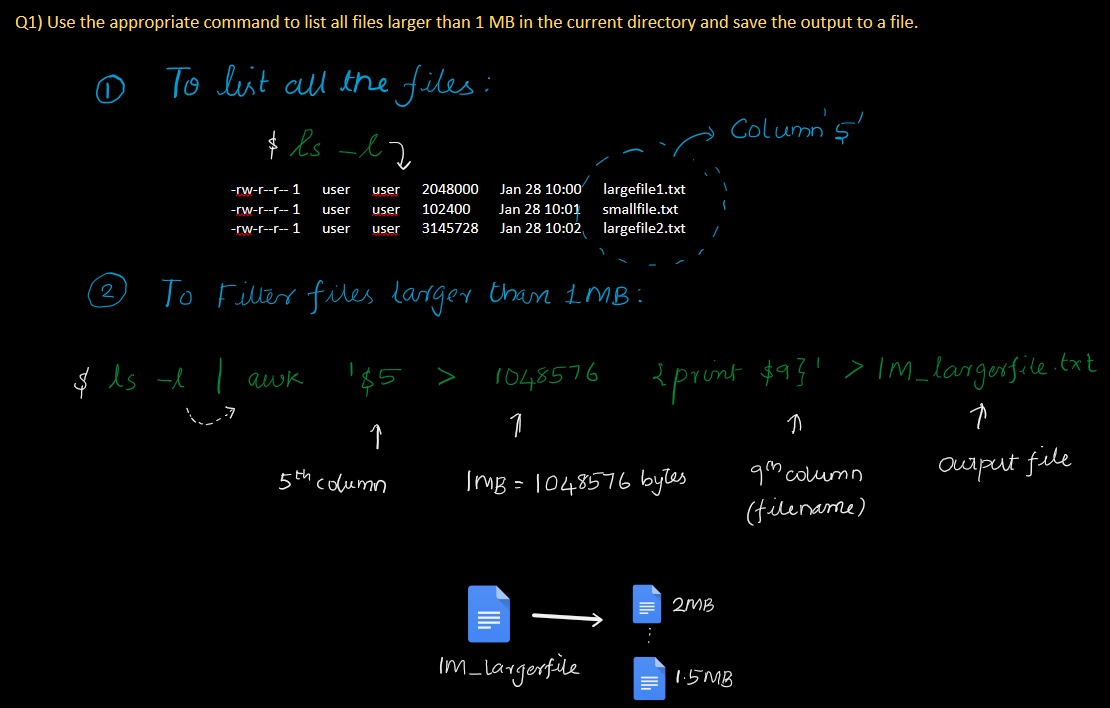 Q1) Use the appropriate command to list all files larger than 1 MB in the current directory and save the output to a file.
① To list all the files :
$ ls -l
Column '5'
-rw-r--r-- 1 user user 2048000 Jan 28 10:00 largefile1.txt
-rw-r--r-- 1 user user 102400 Jan 28 10:01 smallfile.txt
-rw-r--r-- 1 user user 3145728 Jan 28 10:02 largefile2.txt
② To Filter files larger than 1MB :
$ ls -l | awk '$5 > 1048576 {print $9}' > 1M_largerfile.txt
5th column
1MB = 1048576 bytes
9th column
(filename)
output file
1M_largerfile
2MB
1.5MB